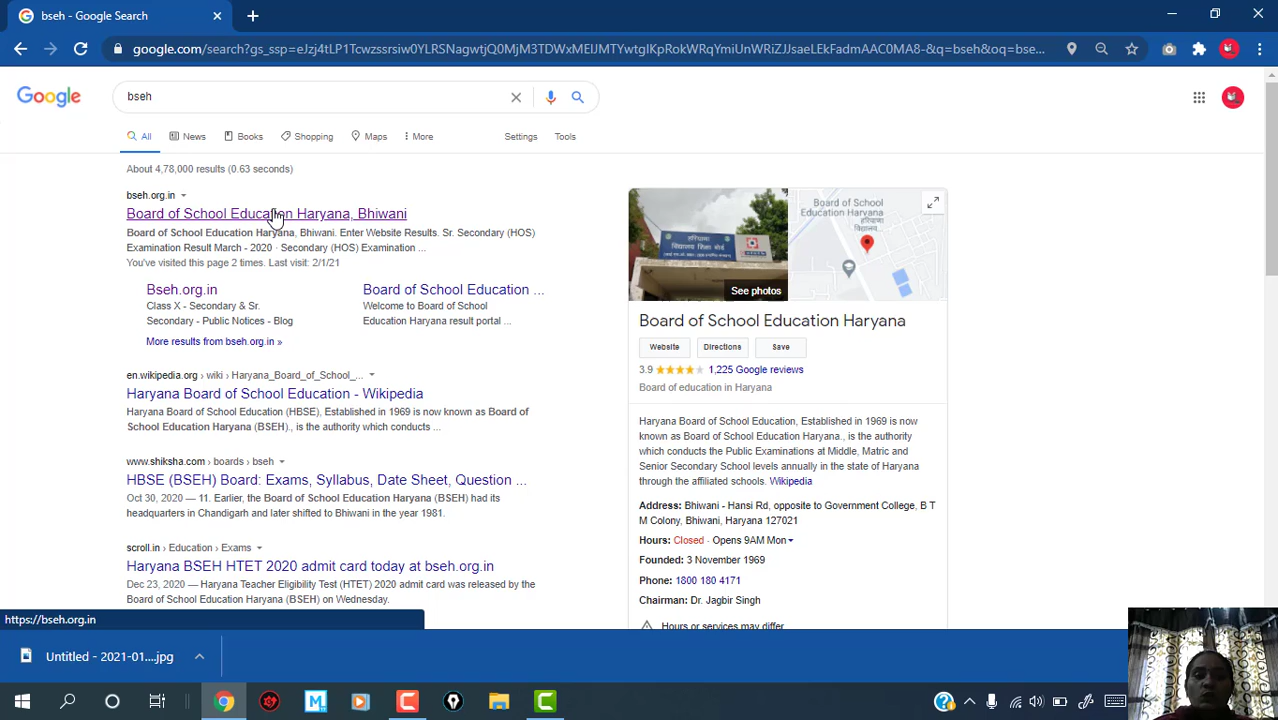 bseh - Google Search
google.com/search?gs_ssp=eJzj4tLP1Tcwzssrsiw0YLRSNagwtjQ0MjM3TDWxMElJMTYwtgIKpRokWRqYmiUnWRiZJJsaeLEkFadmAAC0MA8-&q=bseh&oq=bse...
Google
bseh
All
News
Books
Shopping
Maps
More
Settings
Tools
About 4,78,000 results (0.63 seconds)
bseh.org.in
Board of School Education Haryana, Bhiwani
Board of School Education Haryana, Bhiwani. Enter Website Results. Sr. Secondary (HOS)
Examination Result March - 2020 · Secondary (HOS) Examination ...
You've visited this page 2 times. Last visit: 2/1/21
Bseh.org.in
Class X - Secondary & Sr.
Secondary - Public Notices - Blog
Board of School Education ...
Welcome to Board of School
Education Haryana result portal ...
More results from bseh.org.in »
en.wikipedia.org › wiki › Haryana_Board_of_School_...
Haryana Board of School Education - Wikipedia
Haryana Board of School Education (HBSE), Established in 1969 is now known as Board of
School Education Haryana (BSEH)., is the authority which conducts ...
www.shiksha.com › boards › bseh
HBSE (BSEH) Board: Exams, Syllabus, Date Sheet, Question ...
Oct 30, 2020 — 11. Earlier, the Board of School Education Haryana (BSEH) had its
headquarters in Chandigarh and later shifted to Bhiwani in the year 1981.
scroll.in › Education › Exams
Haryana BSEH HTET 2020 admit card today at bseh.org.in
Dec 23, 2020 — Haryana Teacher Eligibility Test (HTET) 2020 admit card was released by the
Board of School Education Haryana (BSEH) on Wednesday.
See photos
Board of School
Education Haryana
हरियाणा
विद्यालय शिक्षा
Board of School Education Haryana
Website
Directions
Save
3.9
1,225 Google reviews
Board of education in Haryana
Haryana Board of School Education, Established in 1969 is now
known as Board of School Education Haryana., is the authority
which conducts the Public Examinations at Middle, Matric and
Senior Secondary School levels annually in the state of Haryana
through the affiliated schools. Wikipedia
Address: Bhiwani - Hansi Rd, opposite to Government College, B T
M Colony, Bhiwani, Haryana 127021
Hours: Closed · Opens 9AM Mon
Founded: 3 November 1969
Phone: 1800 180 4171
Chairman: Dr. Jagbir Singh
Hours or services may differ
https://bseh.org.in
Untitled - 2021-01....jpg